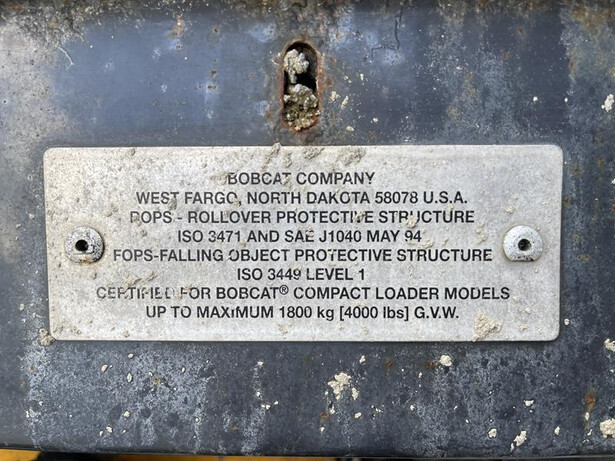 BOBCAT COMPANY
WEST FARGO, NORTH DAKOTA 58078 U.S.A.
ROPS - ROLLOVER PROTECTIVE STRUCTURE
ISO 3471 AND SAE J1040 MAY 94
FOPS-FALLING OBJECT PROTECTIVE STRUCTURE
ISO 3449 LEVEL 1
CERTIFIED FOR BOBCAT® COMPACT LOADER MODELS
UP TO MAXIMUM 1800 kg [4000 lbs] G.V.W.